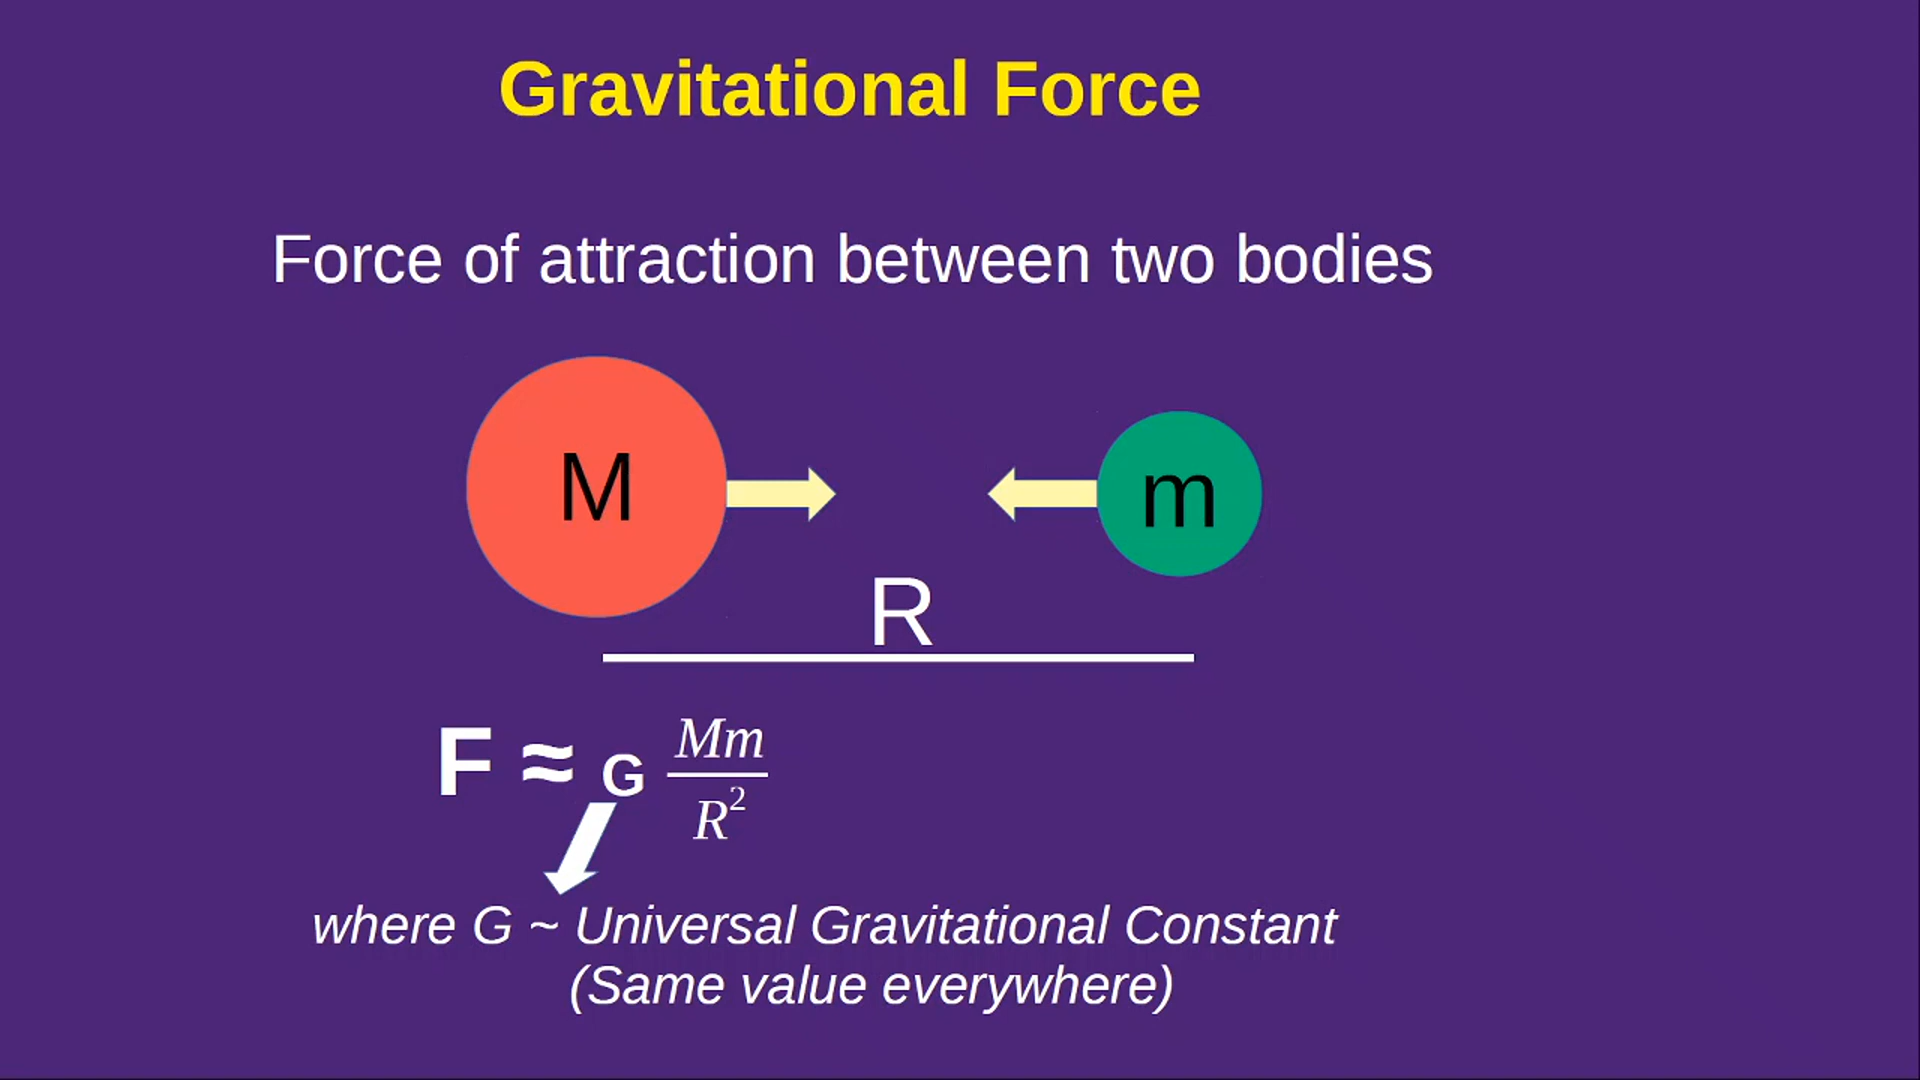 Gravitational Force
Force of attraction between two bodies
M
m
R
F ≈ G Mm/R²
where G ~ Universal Gravitational Constant
(Same value everywhere)